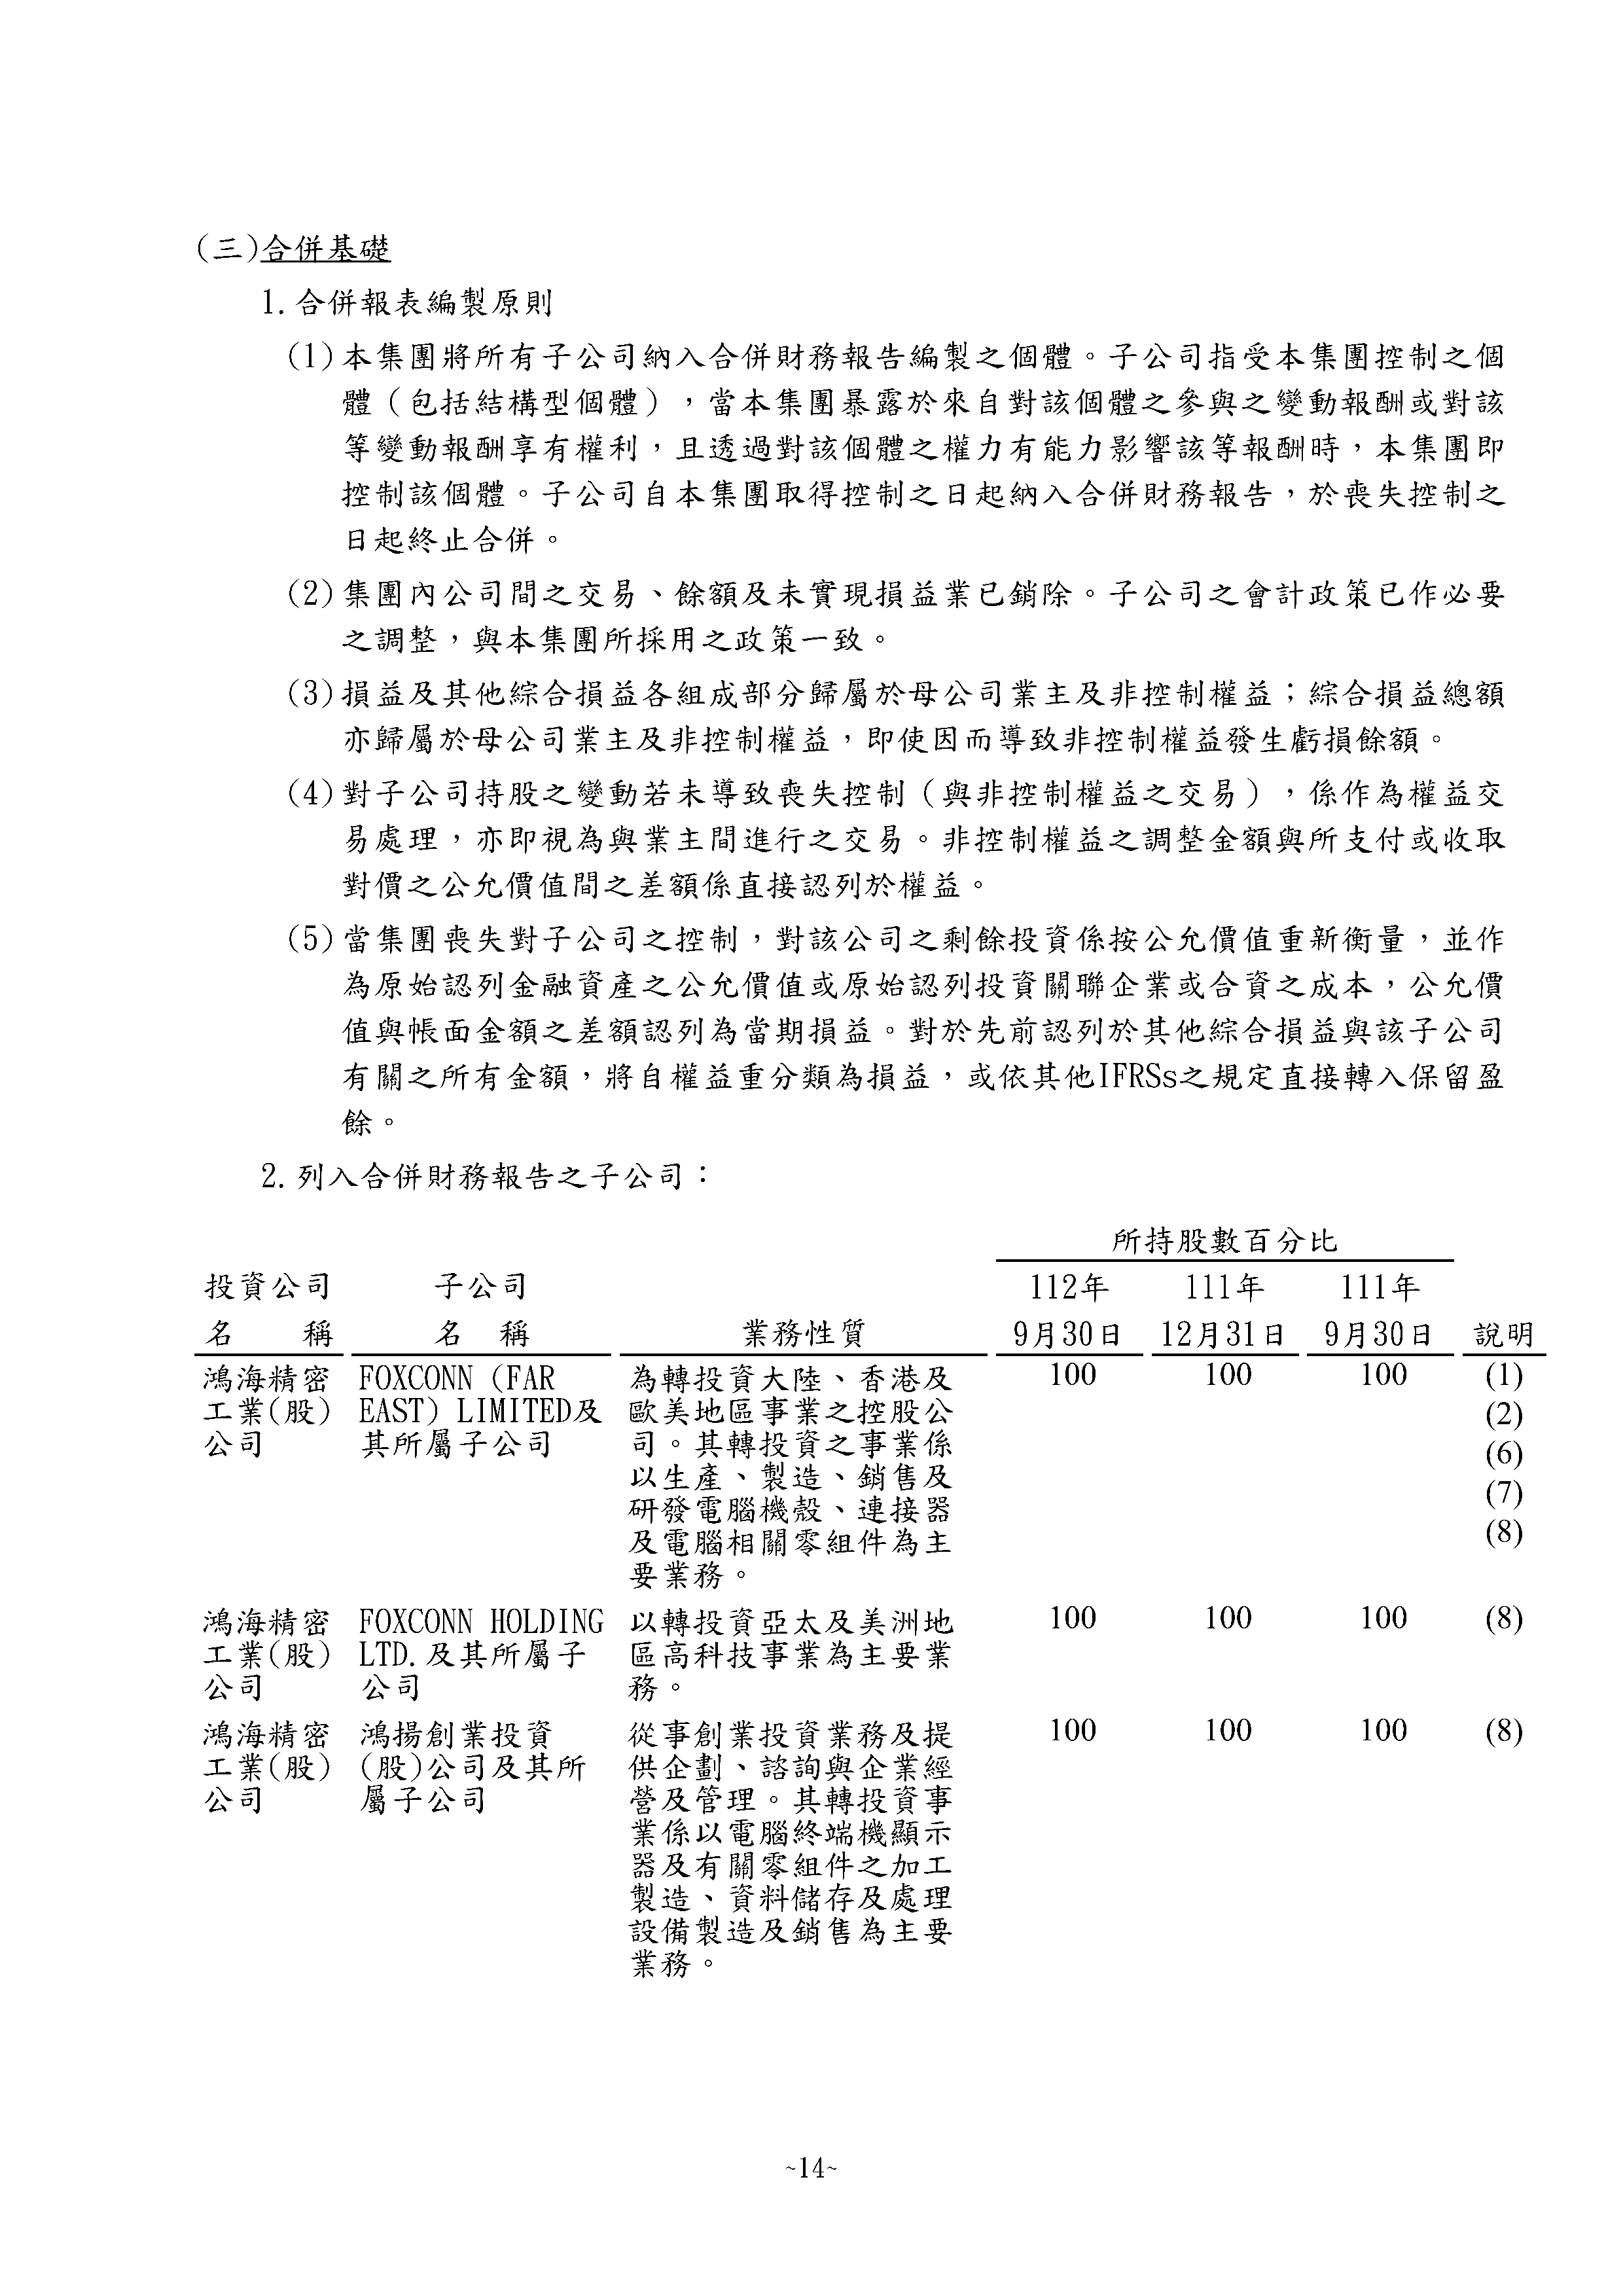 (三)合併基礎
1.合併報表編製原則
(1)本集團將所有子公司納入合併財務報告編製之個體。子公司指受本集團控制之個
體（包括結構型個體），當本集團暴露於來自對該個體之參與之變動報酬或對該
等變動報酬享有權利，且透過對該個體之權力有能力影響該等報酬時，本集團即
控制該個體。子公司自本集團取得控制之日起納入合併財務報告，於喪失控制之
日起終止合併。
(2)集團內公司間之交易、餘額及未實現損益業已銷除。子公司之會計政策已作必要
之調整，與本集團所採用之政策一致。
(3)損益及其他綜合損益各組成部分歸屬於母公司業主及非控制權益；綜合損益總額
亦歸屬於母公司業主及非控制權益，即使因而導致非控制權益發生虧損餘額。
(4)對子公司持股之變動若未導致喪失控制（與非控制權益之交易），係作為權益交
易處理，亦即視為與業主間進行之交易。非控制權益之調整金額與所支付或收取
對價之公允價值間之差額係直接認列於權益。
(5)當集團喪失對子公司之控制，對該公司之剩餘投資係按公允價值重新衡量，並作
為原始認列金融資產之公允價值或原始認列投資關聯企業或合資之成本，公允價
值與帳面金額之差額認列為當期損益。對於先前認列於其他綜合損益與該子公司
有關之所有金額，將自權益重分類為損益，或依其他IFRSs之規定直接轉入保留盈
餘。
2.列入合併財務報告之子公司：
所持股數百分比
投資公司 子公司 112年 111年 111年
名 稱 名 稱 業務性質 9月30日 12月31日 9月30日 說明
鴻海精密 FOXCONN (FAR 為轉投資大陸、香港及 100 100 100 (1)
工業(股) EAST) LIMITED及 歐美地區事業之控股公 (2)
公司 其所屬子公司 司。其轉投資之事業係 (6)
以生產、製造、銷售及 (7)
研發電腦機殼、連接器 (8)
及電腦相關零組件為主
要業務。
鴻海精密 FOXCONN HOLDING 以轉投資亞太及美洲地 100 100 100 (8)
工業(股) LTD.及其所屬子 區高科技事業為主要業
公司 公司 務。
鴻海精密 鴻揚創業投資 從事創業投資業務及提 100 100 100 (8)
工業(股) (股)公司及其所 供企劃、諮詢與企業經
公司 屬子公司 營及管理。其轉投資事
業係以電腦終端機顯示
器及有關零組件之加工
製造、資料儲存及處理
設備製造及銷售為主要
業務。
~14~